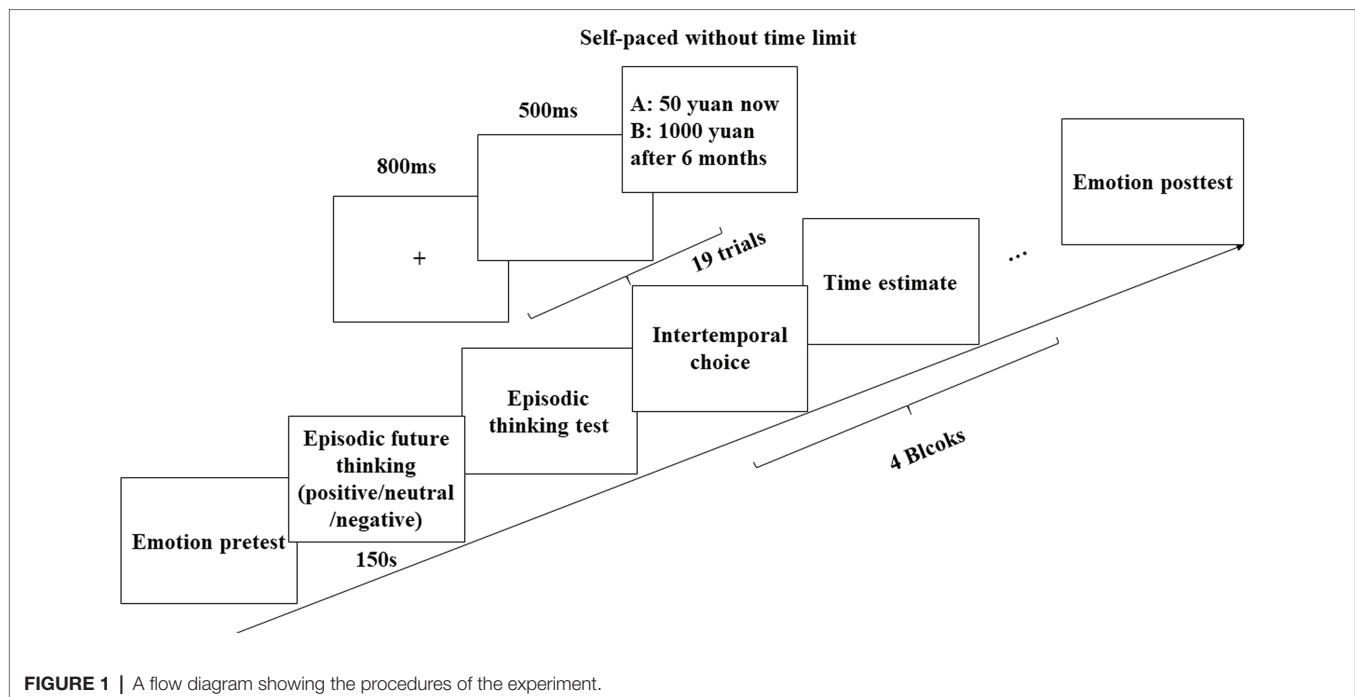 Self-paced without time limit
A: 50 yuan now
B: 1000 yuan
after 6 months
500ms
800ms
+
19 trials
Emotion pretest
Episodic future
thinking
(positive/neutral
/negative)
150s
Episodic
thinking test
Intertemporal
choice
Time estimate
...
4 Blcoks
Emotion posttest
FIGURE 1 | A flow diagram showing the procedures of the experiment.